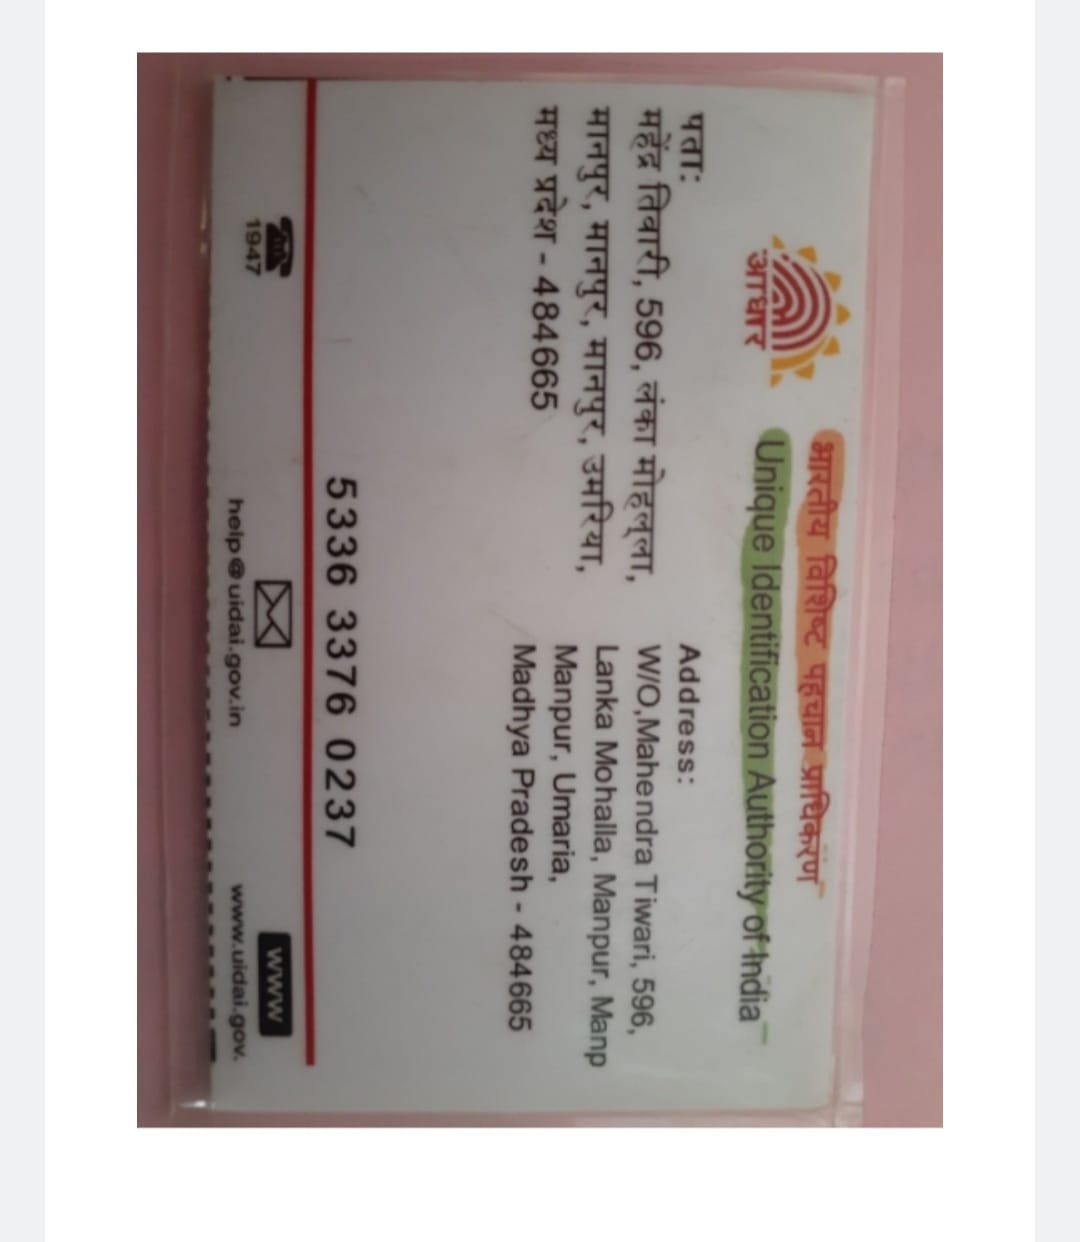 भारतीय विशिष्ट पहचान प्राधिकरण
Unique Identification Authority of India
आधार
पता:
महेंद्र तिवारी, 596, लंका मोहल्ला,
मानपुर, मानपुर, मानपुर, उमरिया,
मध्य प्रदेश - 484665
Address:
W/O,Mahendra Tiwari, 596,
Lanka Mohalla, Manpur, Manp
Manpur, Umaria,
Madhya Pradesh - 484665
5336 3376 0237
1947
help@uidai.gov.in
www
www.uidai.gov.